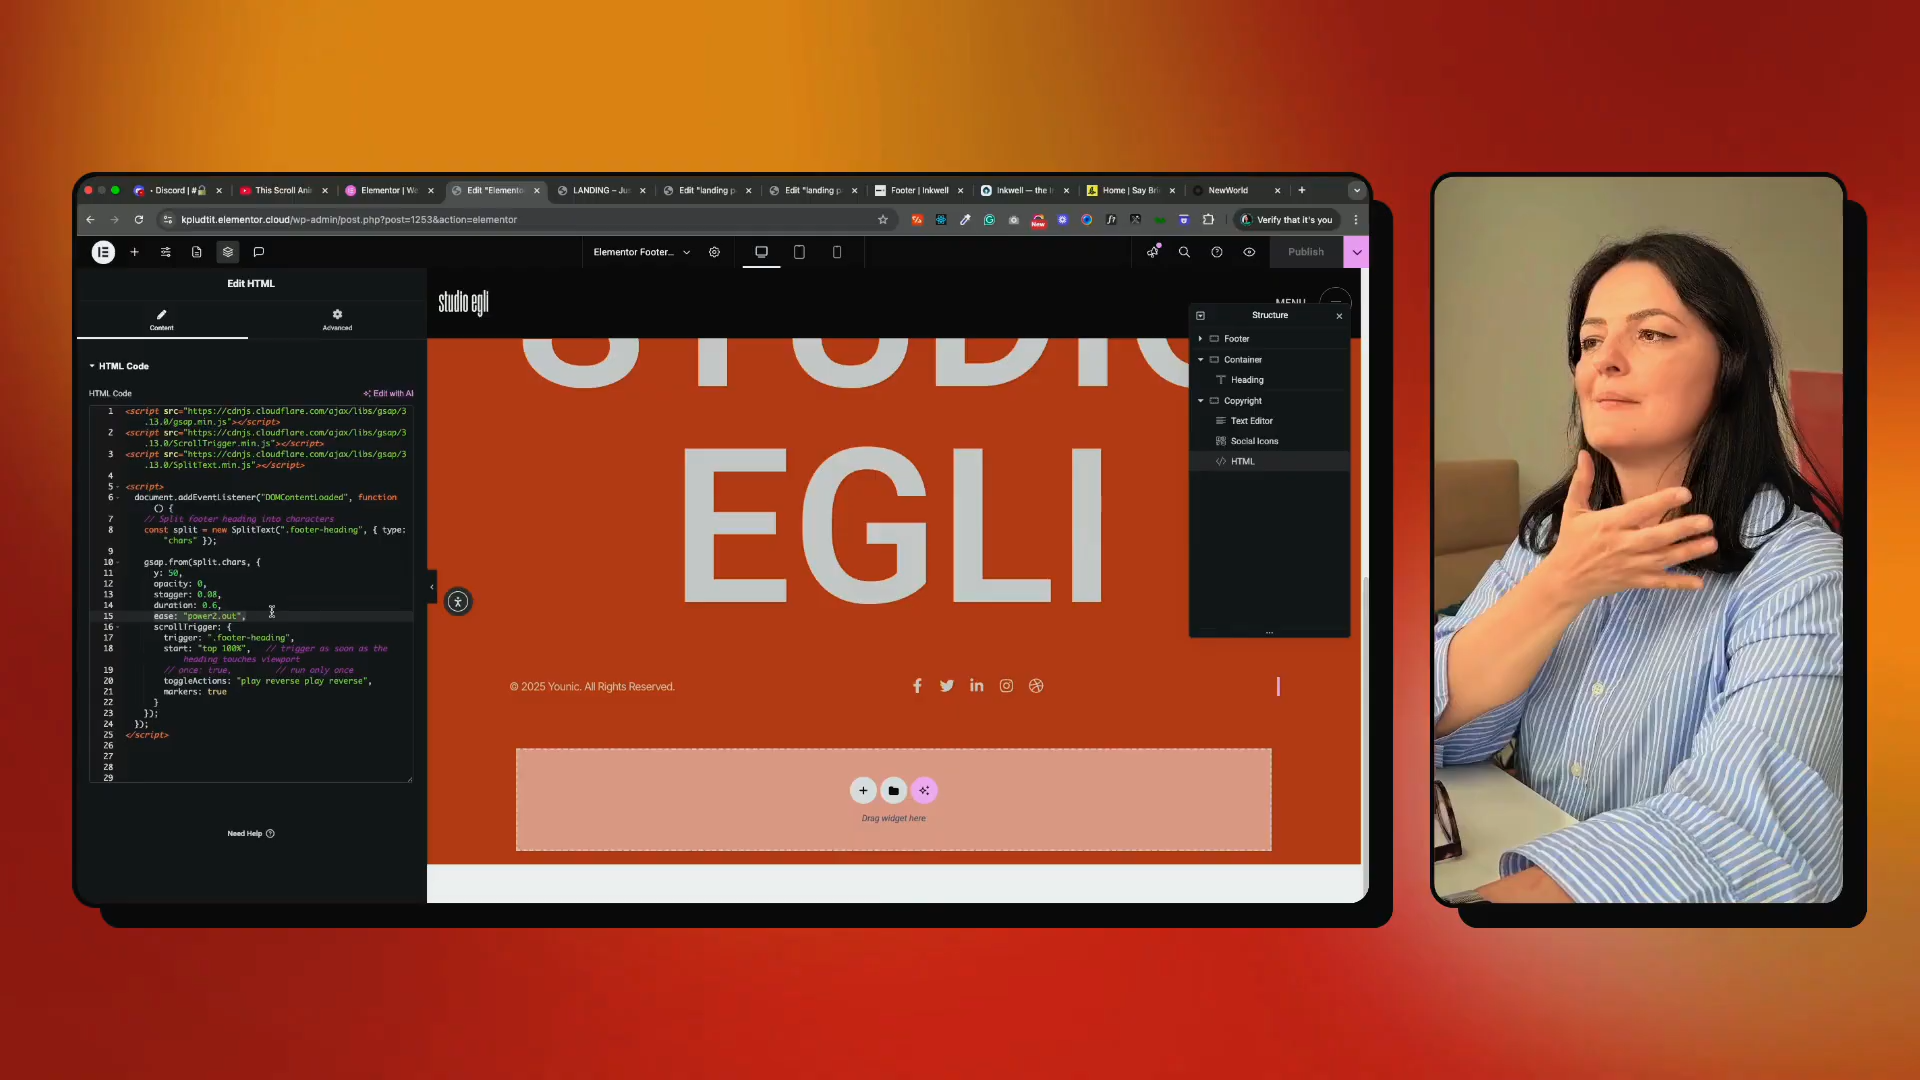 Discord | #
This Scroll Ani
Elementor | W
Edit "Elemento
LANDING – Ju
Edit "landing p
Edit "landing p
Footer | Inkwell
Inkwell — the I
Home | Say Br
NewWorld
kpludtit.elementor.cloud/wp-admin/post.php?post=1253&action=elementor
New
Verify that it's you
Elementor Footer...
Publish
Edit HTML
Content
Advanced
HTML Code
HTML Code
Edit with AI
1 <script src="https://cdnjs.cloudflare.com/ajax/libs/gsap/3
.13.0/gsap.min.js"></script>
2 <script src="https://cdnjs.cloudflare.com/ajax/libs/gsap/3
.13.0/ScrollTrigger.min.js"></script>
3 <script src="https://cdnjs.cloudflare.com/ajax/libs/gsap/3
.13.0/SplitText.min.js"></script>
4
5 <script>
6 document.addEventListener("DOMContentLoaded", function
() {
7 // Split footer heading into characters
8 const split = new SplitText(".footer-heading", { type:
"chars" });
9
10 gsap.from(split.chars, {
11 y: 50,
12 opacity: 0,
13 stagger: 0.08,
14 duration: 0.6,
15 ease: "power2.out",
16 scrollTrigger: {
17 trigger: ".footer-heading",
18 start: "top 100%", // trigger as soon as the
heading touches viewport
19 // once: true, // run only once
20 toggleActions: "play reverse play reverse",
21 markers: true
22 }
23 });
24 });
25 </script>
26
27
28
29
Need Help
studio egli
MENU
STUDIO
EGLI
© 2025 Younic. All Rights Reserved.
Drag widget here
Structure
Footer
Container
Heading
Copyright
Text Editor
Social Icons
HTML